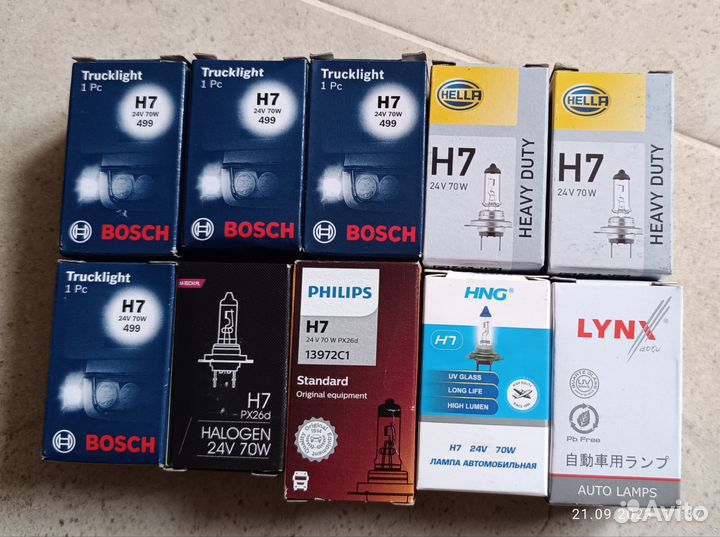 Trucklight
1 Pc
H7
24V 70W
499
BOSCH
Trucklight
1 Pc
H7
24V 70W
499
BOSCH
Trucklight
1 Pc
H7
24V 70W
499
BOSCH
HELLA
H7
24V 70W
HEAVY DUTY
HELLA
H7
24V 70W
HEAVY DUTY
Trucklight
1 Pc
H7
24V 70W
499
BOSCH
H7
PX26d
HALOGEN
24V 70W
PHILIPS
H7
24 V 70 W PX26d
13972C1
Standard
Original equipment
1914
HNG®
H7
UV GLASS
LONG LIFE
HIGH LUMEN
H7 24V 70W
ЛАМПА АВТОМОБИЛЬНАЯ
LYNX
auto
UV
Pb Free
自動車用ランプ
AUTO LAMPS
Avito